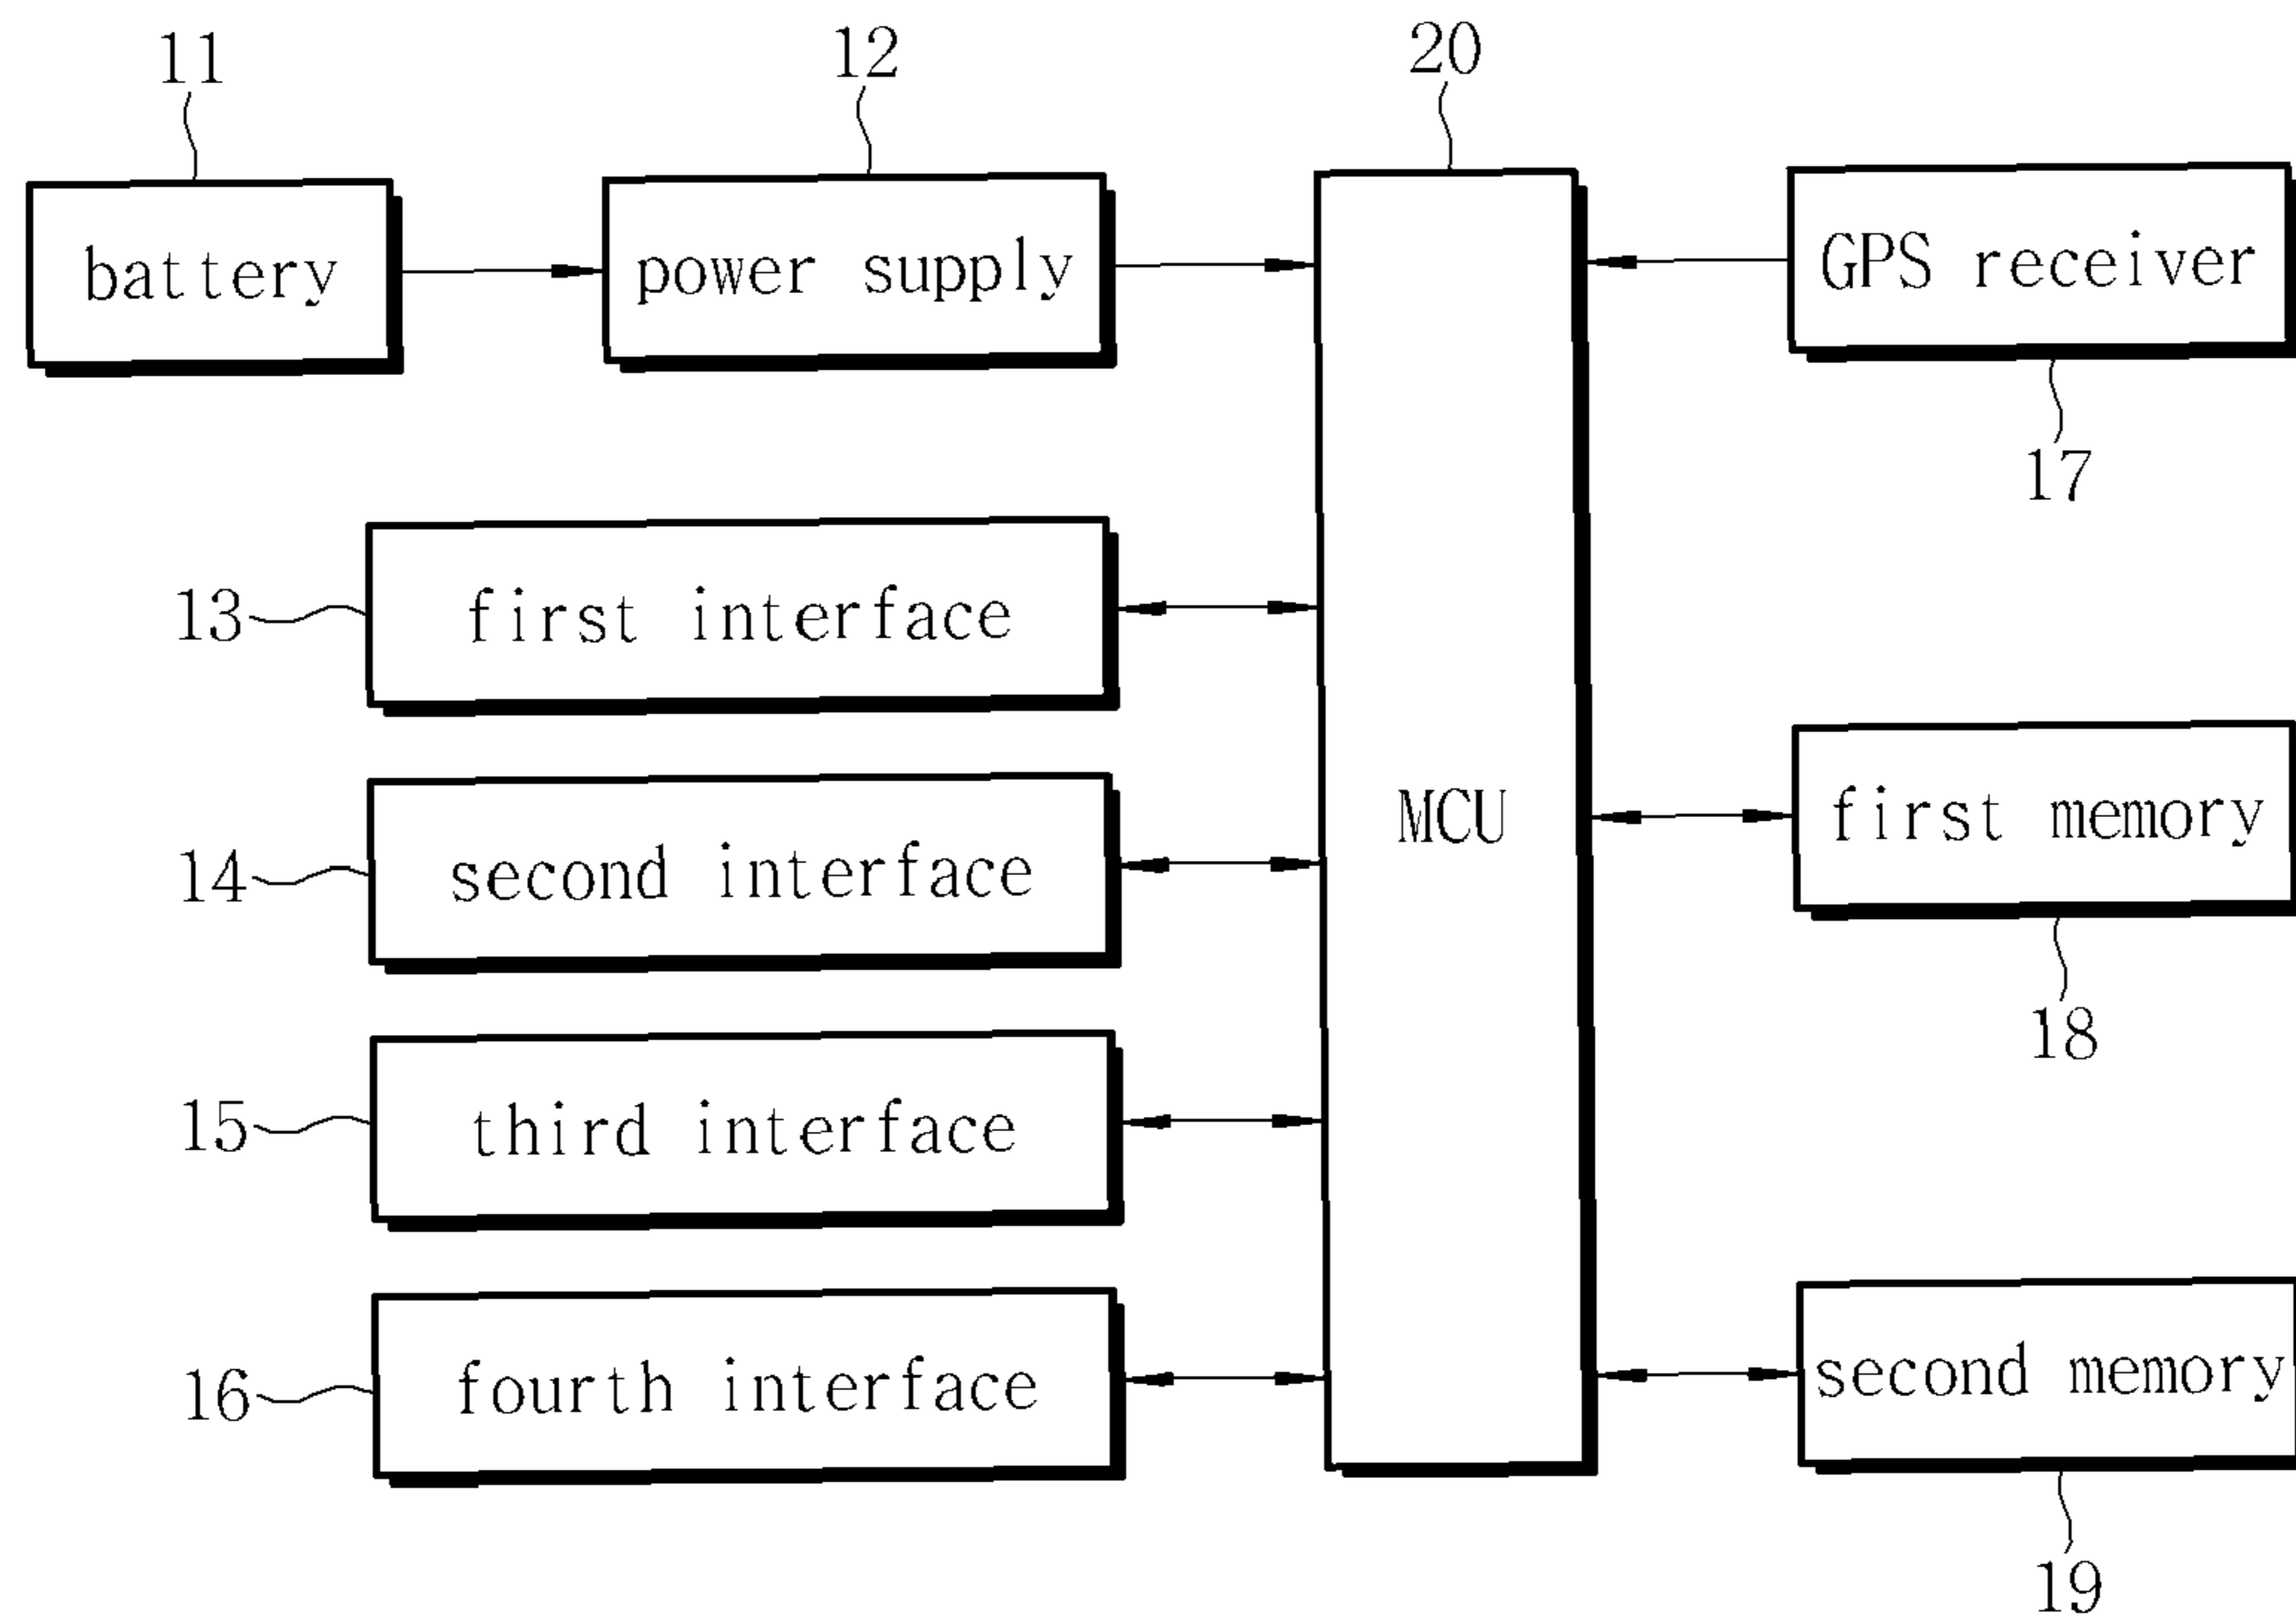 11
12
20
battery
power supply
GPS receiver
17
13
first interface
MCU
first memory
14
second interface
18
15
third interface
16
fourth interface
second memory
19